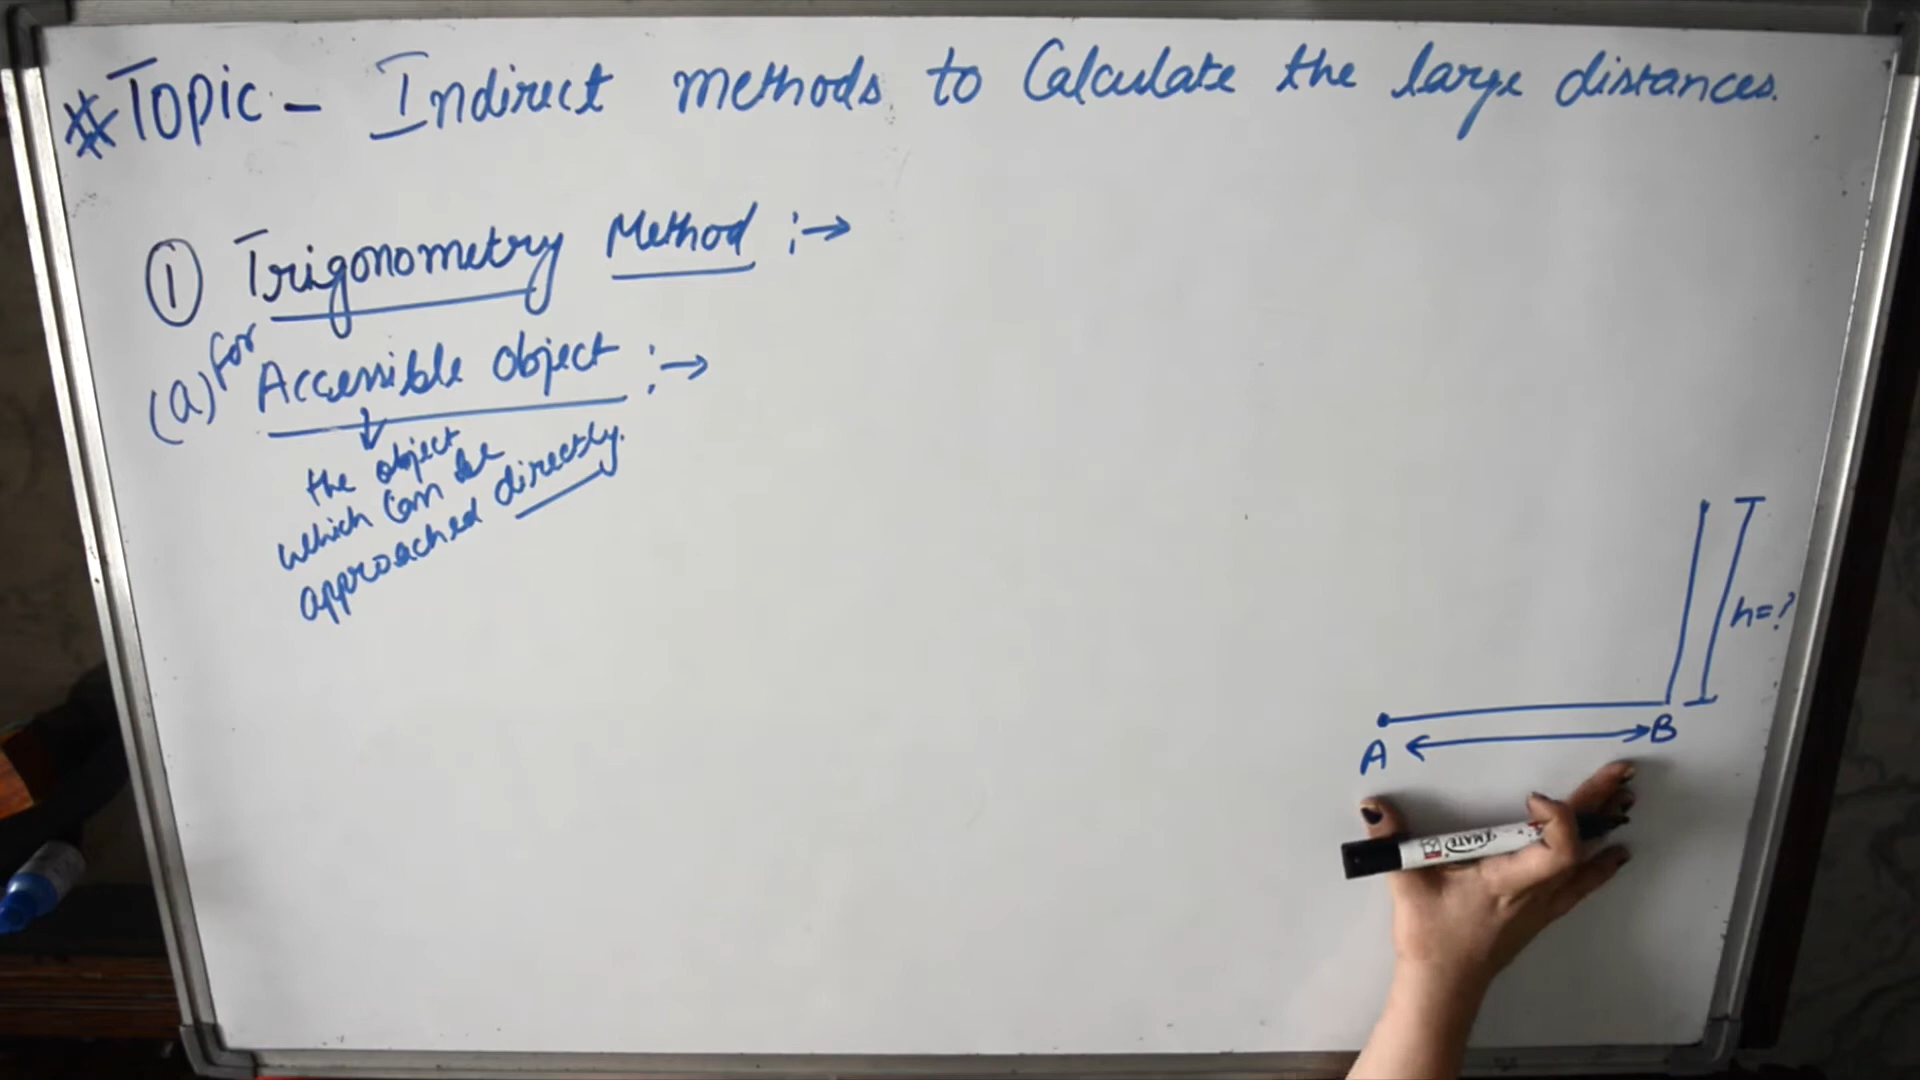 #Topic - Indirect methods to Calculate the large distances.
① Trigonometry Method :→
(a) for Accessible object :→
the object
which can be
approached directly.
h=?
A
B
MATE